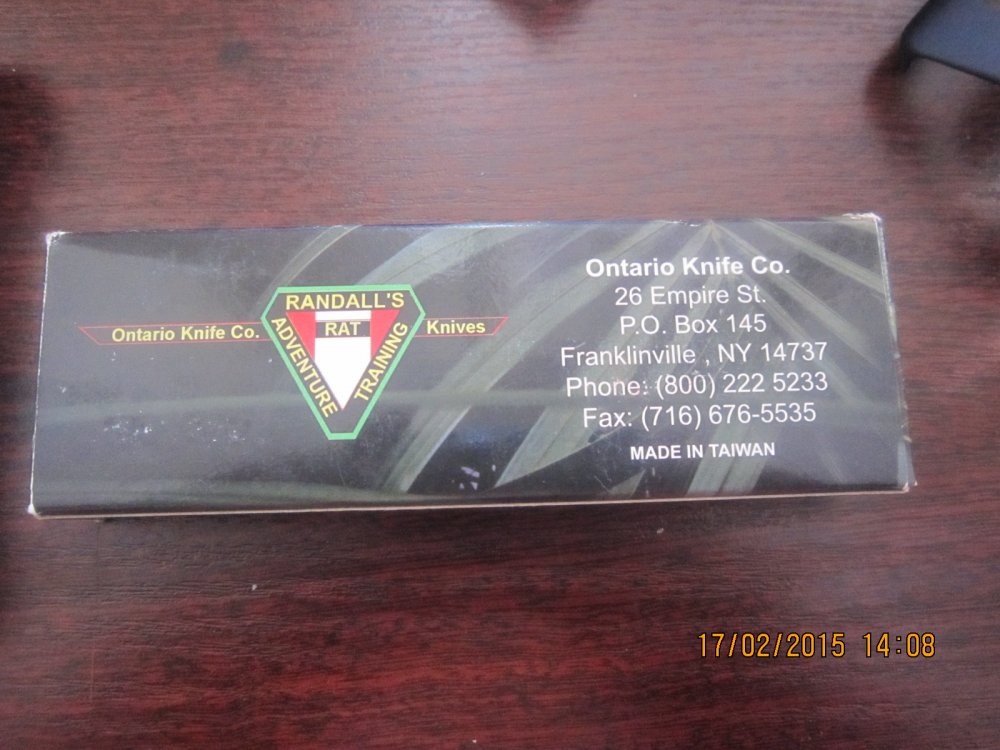 Ontario Knife Co.
RANDALL'S
ADVENTURE
TRAINING
RAT
Knives
Ontario Knife Co.
26 Empire St.
P.O. Box 145
Franklinville , NY 14737
Phone: (800) 222 5233
Fax: (716) 676-5535
MADE IN TAIWAN
17/02/2015 14:08